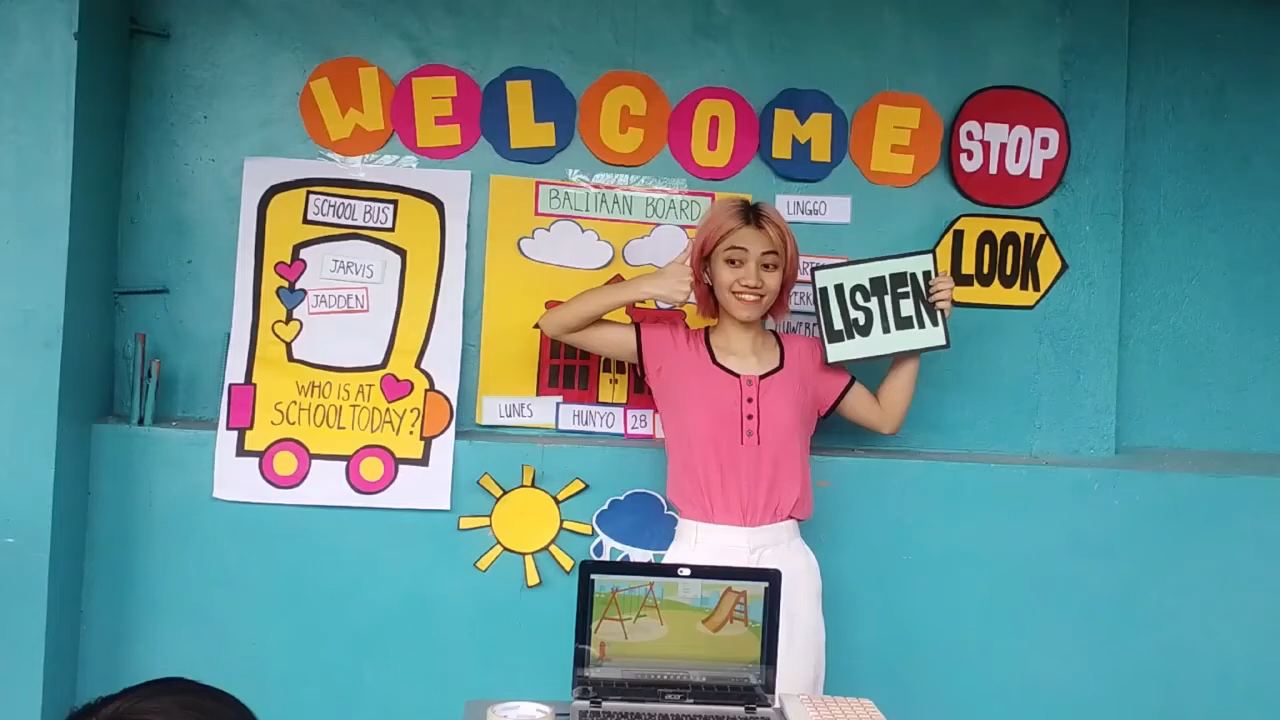 WELCOME
STOP
LOOK
LISTEN
SCHOOL BUS
JARVIS
JADDEN
WHO IS AT
SCHOOL TODAY?
BALITAAN BOARD
LINGGO
LUNES
HUNYO
28
acer